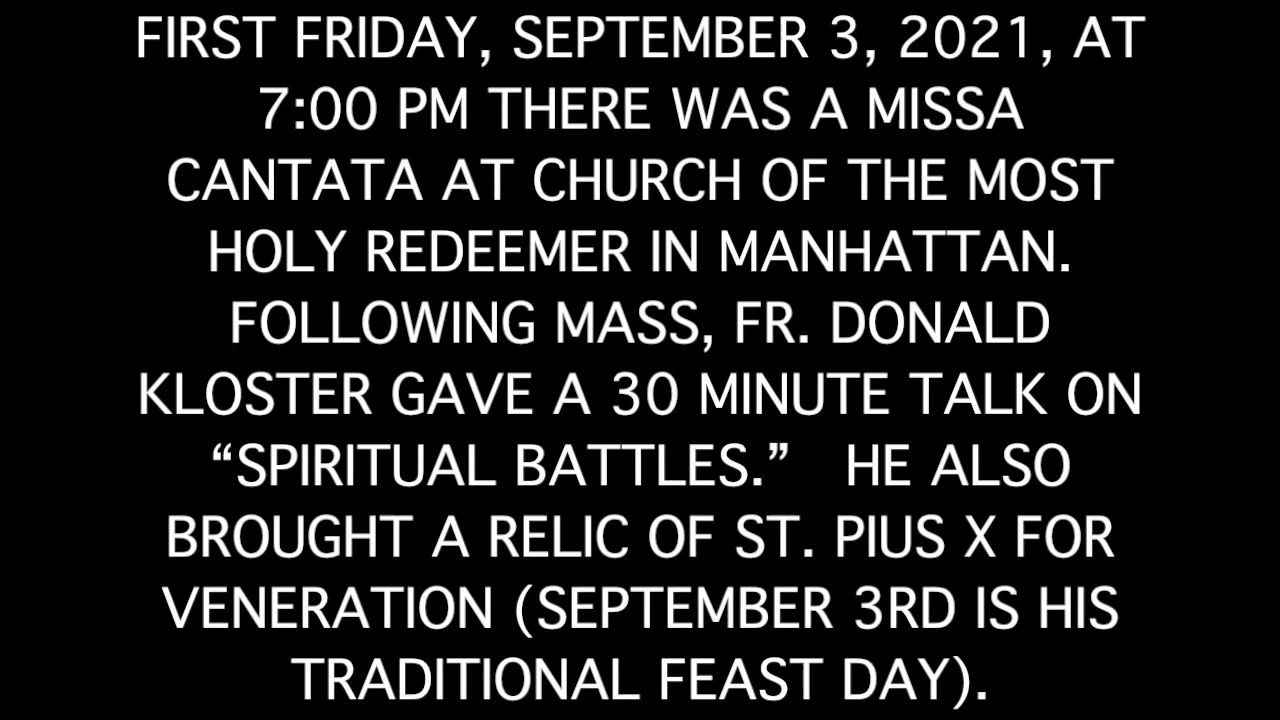 FIRST FRIDAY, SEPTEMBER 3, 2021, AT
7:00 PM THERE WAS A MISSA
CANTATA AT CHURCH OF THE MOST
HOLY REDEEMER IN MANHATTAN.
FOLLOWING MASS, FR. DONALD
KLOSTER GAVE A 30 MINUTE TALK ON
“SPIRITUAL BATTLES.”   HE ALSO
BROUGHT A RELIC OF ST. PIUS X FOR
VENERATION (SEPTEMBER 3RD IS HIS
TRADITIONAL FEAST DAY).